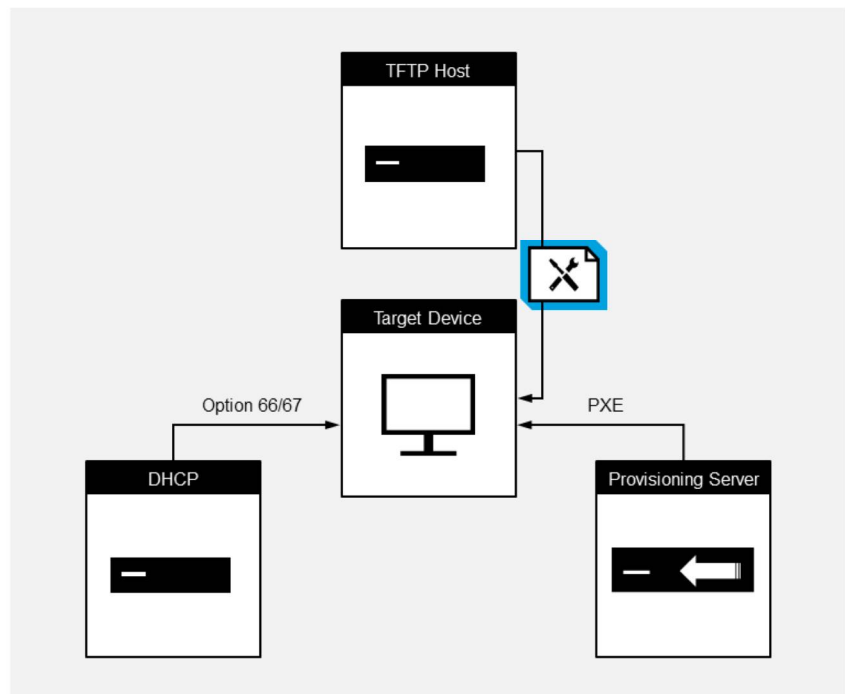 TFTP Host
Target Device
Option 66/67
PXE
DHCP
Provisioning Server